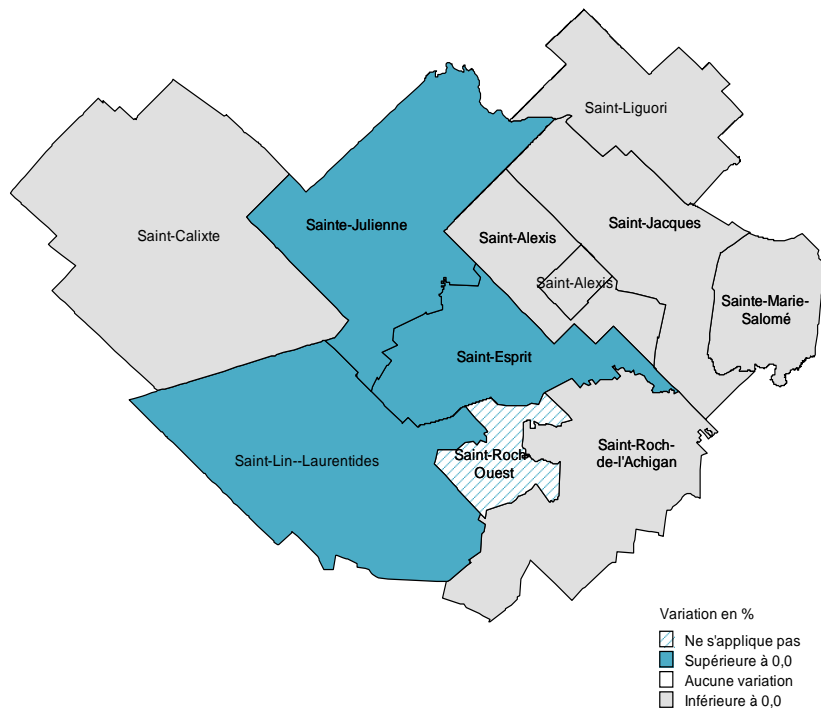 Saint-Liguori
Saint-Calixte
Sainte-Julienne
Saint-Alexis
Saint-Jacques
Saint-Alexis
Sainte-Marie-
Salomé
Saint-Esprit
Saint-Lin--Laurentides
Saint-Roch-
Ouest
Saint-Roch-
de-l'Achigan
Variation en %
Ne s'applique pas
Supérieure à 0,0
Aucune variation
Inférieure à 0,0